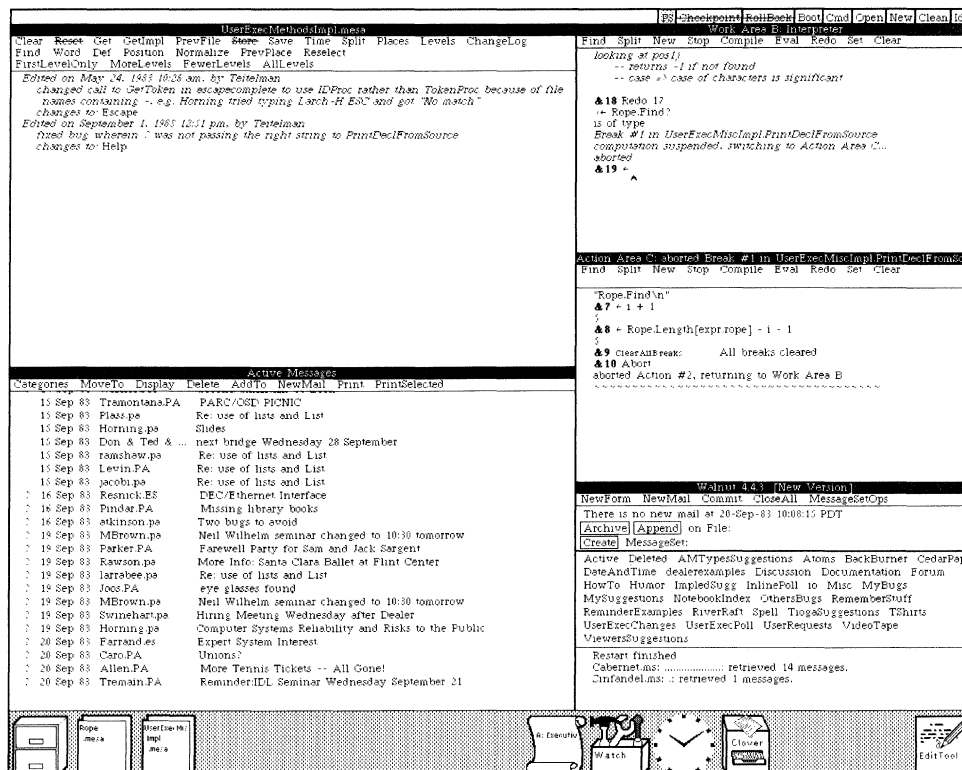 PS Checkpoint RollBack Boot Cmd Open New Clean Id
UserExecMethodsImpl.mesa
Clear Reset Get GetImpl PrevFile Store Save Time Split Places Levels ChangeLog
Find Word Def Position Normalize PrevPlace Reselect
FirstLevelOnly MoreLevels FewerLevels AllLevels
Edited on May 24, 1983 10:28 am, by Teitelman
changed call to GetToken in escapecomplete to use IDProc rather than TokenProc because of file
names containing -. e.g. Horning tried typing Larch-H ESC and got "No match"
changes to: Escape
Edited on September 1, 1983 12:51 pm, by Teitelman
fixed bug wherein ? was not passing the right string to PrintDeclFromSource
changes to: Help
Work Area B: Interpreter
Find Split New Stop Compile Eval Redo Set Clear
looking at pos1}
-- returns -1 if not found
-- case => case of characters is significant
&18 Redo 17
← Rope.Find?
is of type
Break #1 in UserExecMiscImpl.PrintDeclFromSource
computation suspended, switching to Action Area C...
aborted
&19 ←
Action Area C: aborted Break #1 in UserExecMiscImpl.PrintDeclFromSo
Find Split New Stop Compile Eval Redo Set Clear
"Rope.Find\n"
&7 ← i + 1
&8 ← Rope.Length[expr.rope] - i - 1
&9 ClearAllBreaks All breaks cleared
&10 Abort
aborted Action #2, returning to Work Area B
Active Messages
Categories MoveTo Display Delete AddTo NewMail Print PrintSelected
15 Sep 83 Tramontana.PA PARC/OSD PICNIC
15 Sep 83 Plass.pa Re: use of lists and List
15 Sep 83 Horning.pa Slides
15 Sep 83 Don & Ted & ... next bridge Wednesday 28 September
15 Sep 83 ramshaw.pa Re: use of lists and List
15 Sep 83 Levin.PA Re: use of lists and List
15 Sep 83 jacobi.pa Re: use of lists and List
? 16 Sep 83 Resnick.ES DEC/Ethernet Interface
? 16 Sep 83 Pindar.PA Missing library books
? 16 Sep 83 atkinson.pa Two bugs to avoid
? 19 Sep 83 MBrown.PA Neil Wilhelm seminar changed to 10:30 tomorrow
? 19 Sep 83 Parker.PA Farewell Party for Sam and Jack Sargent
? 19 Sep 83 Rawson.pa More Info: Santa Clara Ballet at Flint Center
? 19 Sep 83 larrabee.pa Re: use of lists and List
? 19 Sep 83 Joos.PA eye glasses found
? 19 Sep 83 MBrown.PA Neil Wilhelm seminar changed to 10:30 tomorrow
? 19 Sep 83 Swinehart.pa Hiring Meeting Wednesday after Dealer
? 19 Sep 83 Horning.pa Computer Systems Reliability and Risks to the Public
? 20 Sep 83 Farrand.es Expert System Interest
? 20 Sep 83 Caro.PA Unions?
? 20 Sep 83 Allen.PA More Tennis Tickets -- All Gone!
? 20 Sep 83 Tremain.PA Reminder:IDL Seminar Wednesday September 21
Walnut 4.4.3 [New Version]
NewForm NewMail Commit CloseAll MessageSetOps
There is no new mail at 20-Sep-83 10:08:15 PDT
Archive Append on File:
Create MessageSet:
Active Deleted AMTypesSuggestions Atoms BackBurner CedarPap
DateAndTime dealerexamples Discussion Documentation Forum
HowTo Humor ImpledSugg InlinePoll io Misc MyBugs
MySuggestions NotebookIndex OthersBugs RememberStuff
ReminderExamples RiverRaft Spell TiogaSuggestions TShirts
UserExecChanges UserExecPoll UserRequests VideoTape
ViewersSuggestions
Restart finished
Cabernet.ms: ..................... retrieved 14 messages.
Zinfandel.ms: .: retrieved 1 messages.
Rope
.mesa
UserExecMis
Impl
.mesa
A: Executiv
Watch
Clover
EditTool